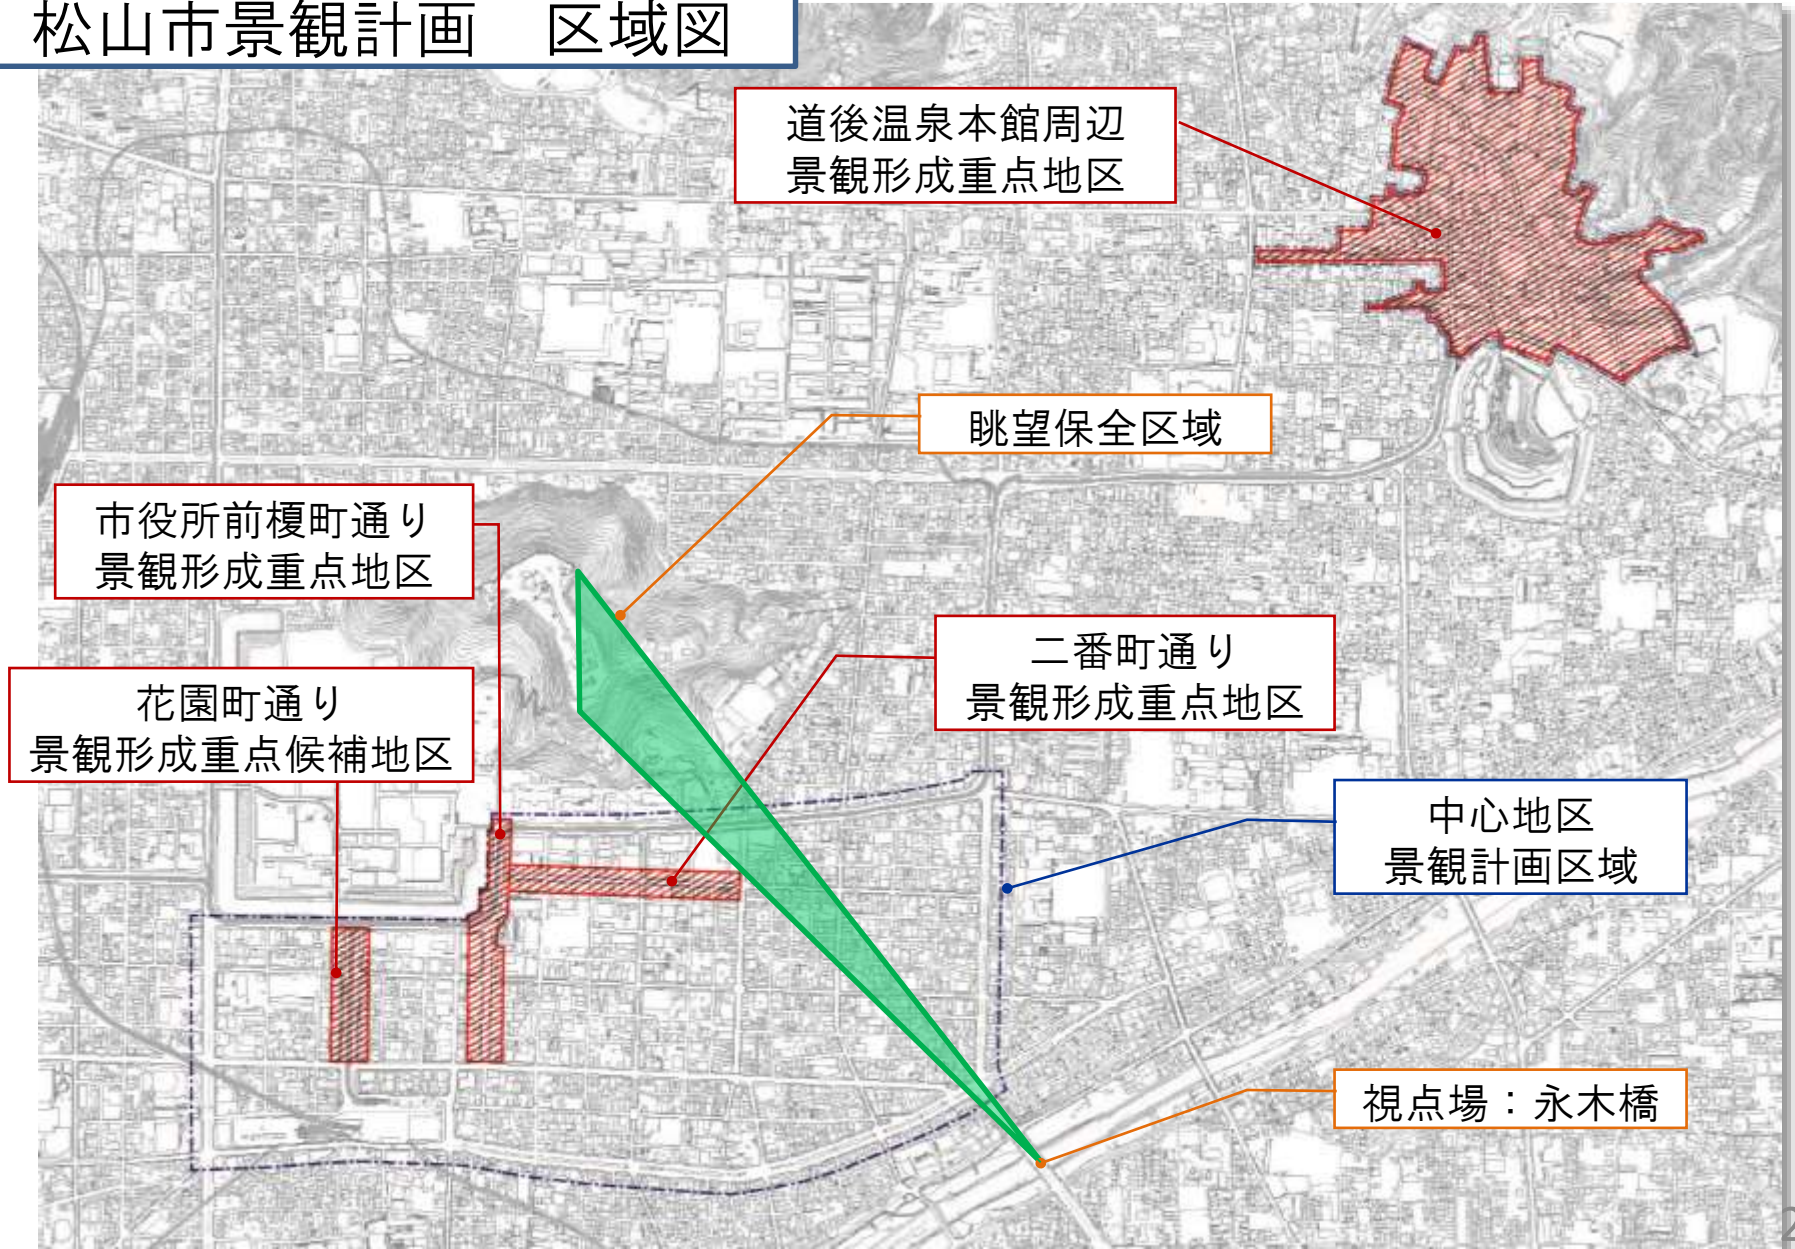 松山市景観計画　区域図
道後温泉本館周辺
景観形成重点地区
眺望保全区域
市役所前榎町通り
景観形成重点地区
二番町通り
景観形成重点地区
花園町通り
景観形成重点候補地区
中心地区
景観計画区域
視点場：永木橋
2